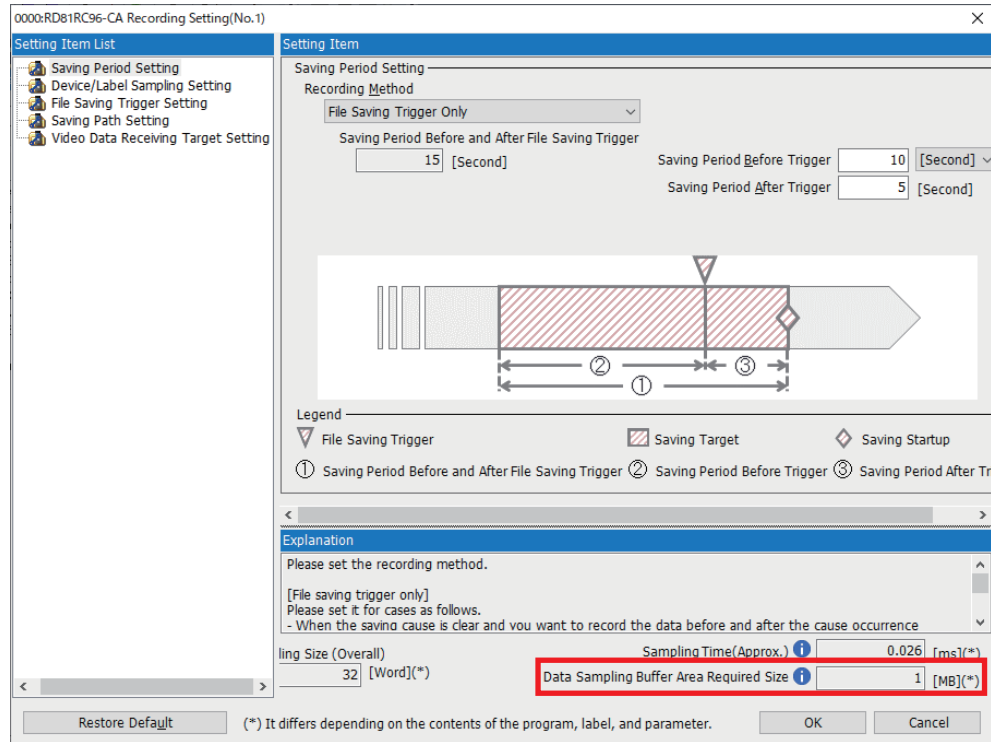 0000:RD81RC96-CA Recording Setting(No.1)
Setting Item List
Saving Period Setting
Device/Label Sampling Setting
File Saving Trigger Setting
Saving Path Setting
Video Data Receiving Target Setting
Setting Item
Saving Period Setting
Recording Method
File Saving Trigger Only
Saving Period Before and After File Saving Trigger
15 [Second]
Saving Period Before Trigger 10 [Second]
Saving Period After Trigger 5 [Second]
② ③
①
Legend
File Saving Trigger Saving Target Saving Startup
① Saving Period Before and After File Saving Trigger ② Saving Period Before Trigger ③ Saving Period After Tr
Explanation
Please set the recording method.
[File saving trigger only]
Please set it for cases as follows.
- When the saving cause is clear and you want to record the data before and after the cause occurrence
ling Size (Overall) Sampling Time(Approx.) 0.026 [ms](*)
32 [Word](*) Data Sampling Buffer Area Required Size 1 [MB](*)
Restore Default (*) It differs depending on the contents of the program, label, and parameter. OK Cancel